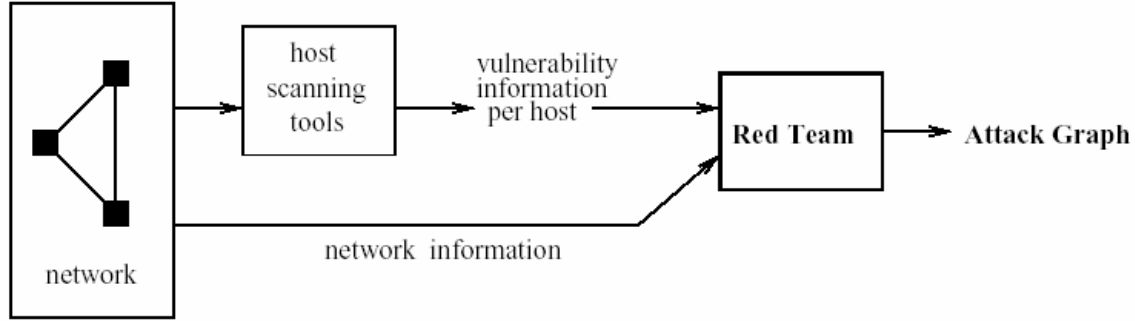 host
scanning
tools
vulnerability
information
per host
Red Team
Attack Graph
network information
network